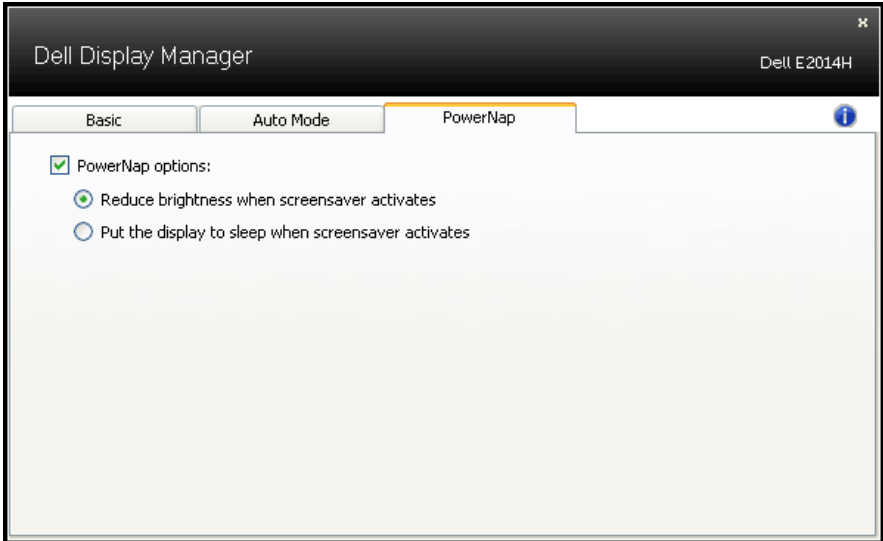 Dell Display Manager
Dell E2014H
Basic
Auto Mode
PowerNap
PowerNap options:
Reduce brightness when screensaver activates
Put the display to sleep when screensaver activates